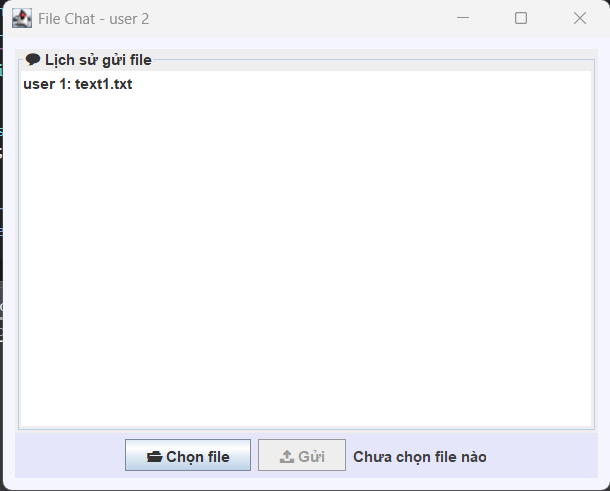 File Chat - user 2
Lịch sử gửi file
user 1: text1.txt
Chọn file
Gửi
Chưa chọn file nào